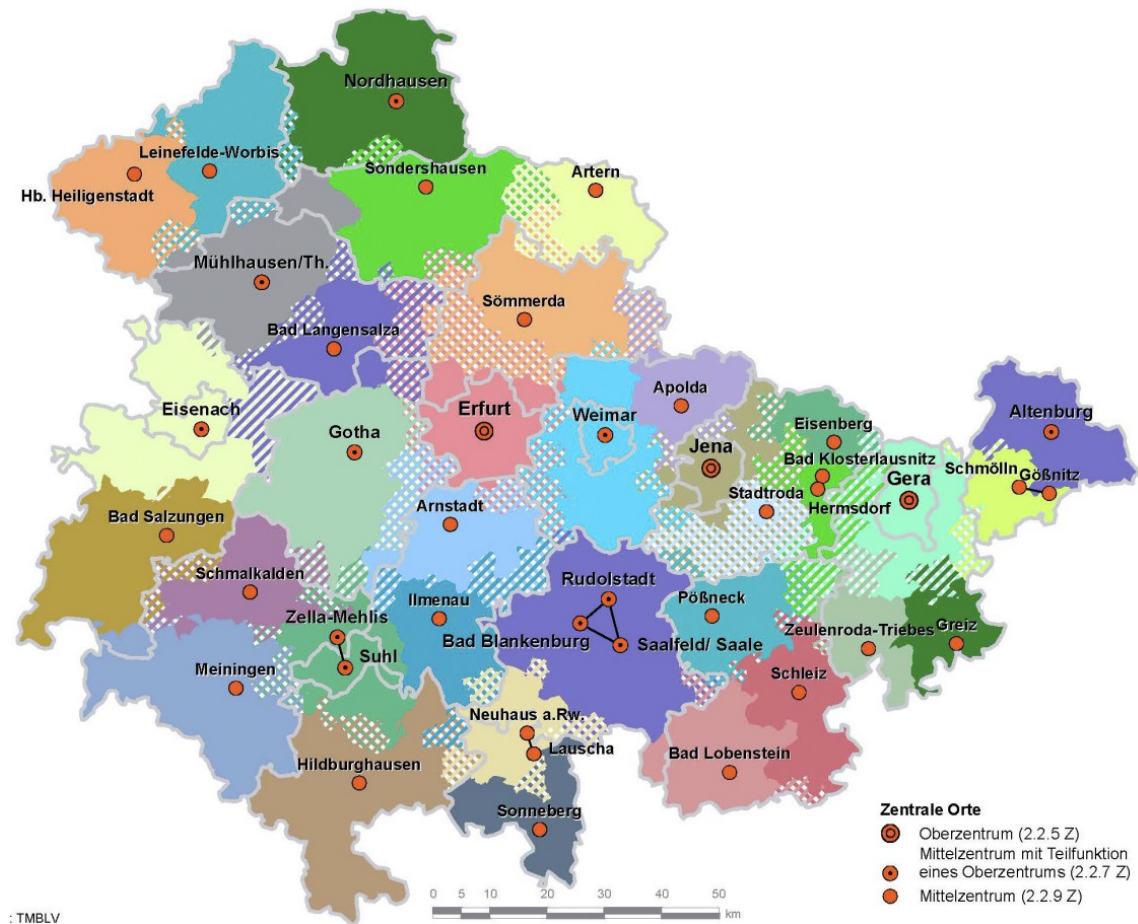 Nordhausen
Leinefelde-Worbis
Sondershausen
Artern
Hb. Heiligenstadt
Mühlhausen/Th.
Sömmerda
Bad Langensalza
Apolda
Eisenach
Erfurt
Weimar
Altenburg
Gotha
Eisenberg
Jena
Bad Klosterlausnitz
Schmölln
Gößnitz
Gera
Stadtroda
Hermsdorf
Bad Salzungen
Arnstadt
Schmalkalden
Rudolstadt
Ilmenau
Pößneck
Zella-Mehlis
Bad Blankenburg
Saalfeld/ Saale
Zeulenroda-Triebes
Greiz
Suhl
Meiningen
Schleiz
Neuhaus a.Rw.
Lauscha
Bad Lobenstein
Hildburghausen
Sonneberg
Zentrale Orte
Oberzentrum (2.2.5 Z)
Mittelzentrum mit Teilfunktion
eines Oberzentrums (2.2.7 Z)
Mittelzentrum (2.2.9 Z)
0 5 10 20 30 40 50
km
: TMBLV